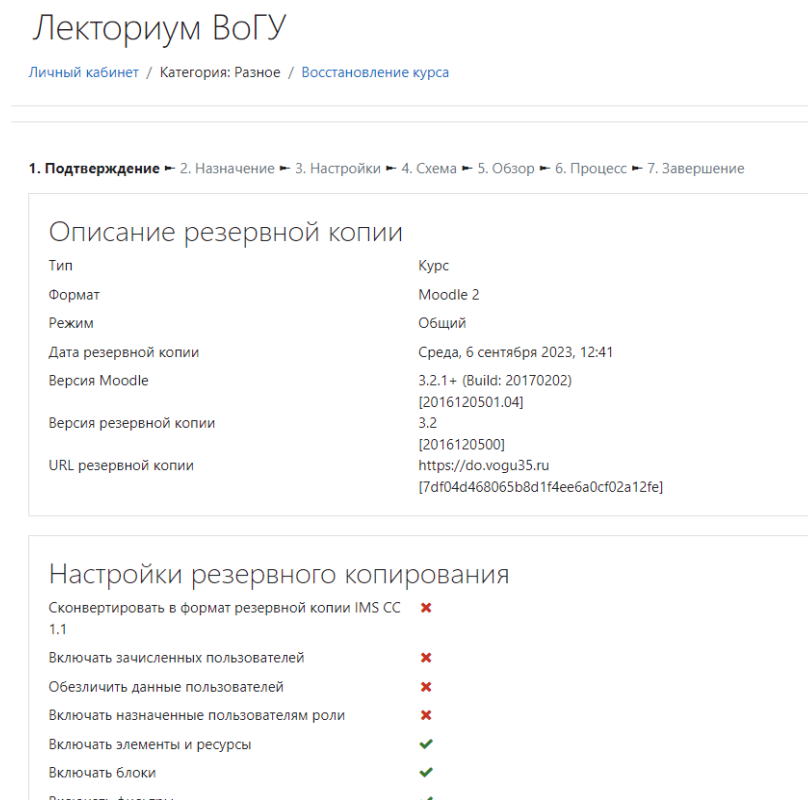 Лекториум ВоГУ
Личный кабинет / Категория: Разное / Восстановление курса
1. Подтверждение ► 2. Назначение ► 3. Настройки ► 4. Схема ► 5. Обзор ► 6. Процесс ► 7. Завершение
Описание резервной копии
Тип Курс
Формат Moodle 2
Режим Общий
Дата резервной копии Среда, 6 сентября 2023, 12:41
Версия Moodle 3.2.1+ (Build: 20170202)
[2016120501.04]
Версия резервной копии 3.2
[2016120500]
URL резервной копии https://do.vogu35.ru
[7df04d468065b8d1f4ee6a0cf02a12fe]
Настройки резервного копирования
Сконвертировать в формат резервной копии IMS CC ✖
1.1
Включать зачисленных пользователей ✖
Обезличить данные пользователей ✖
Включать назначенные пользователям роли ✖
Включать элементы и ресурсы ✔
Включать блоки ✔
Включать фильтры ✔